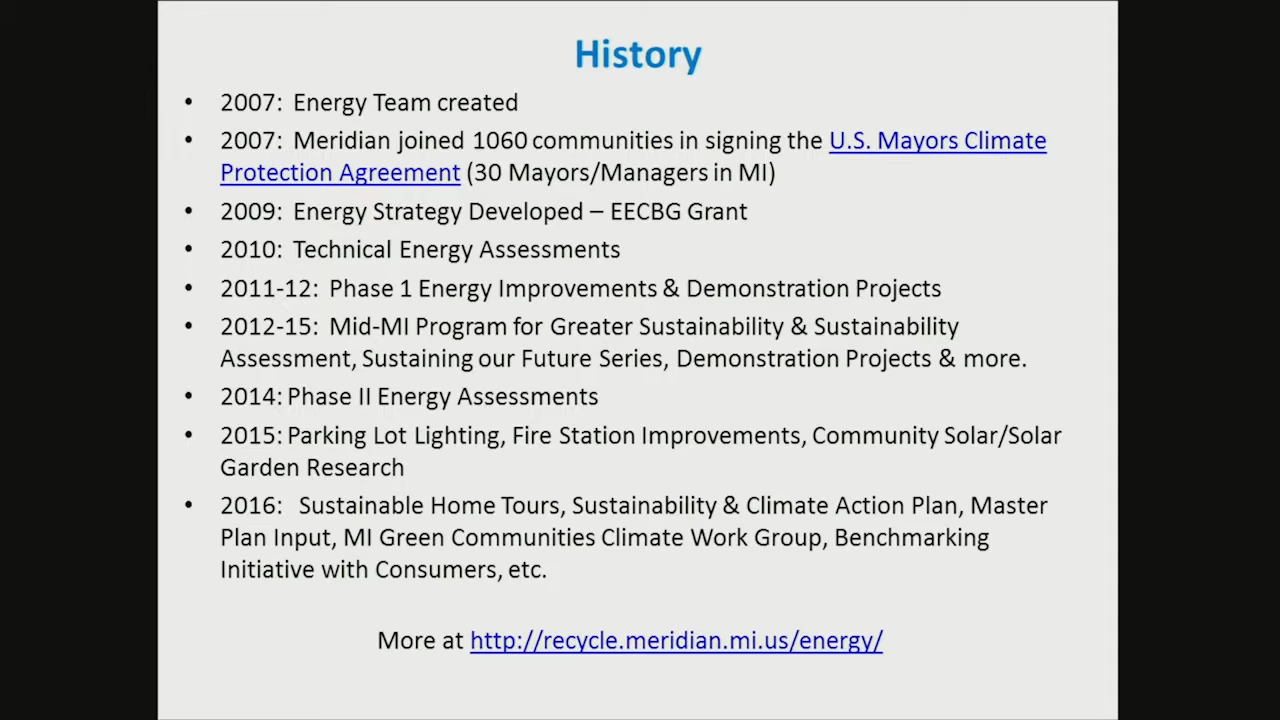 History
• 2007: Energy Team created
• 2007: Meridian joined 1060 communities in signing the U.S. Mayors Climate
Protection Agreement (30 Mayors/Managers in MI)
• 2009: Energy Strategy Developed – EECBG Grant
• 2010: Technical Energy Assessments
• 2011-12: Phase 1 Energy Improvements & Demonstration Projects
• 2012-15: Mid-MI Program for Greater Sustainability & Sustainability
Assessment, Sustaining our Future Series, Demonstration Projects & more.
• 2014: Phase II Energy Assessments
• 2015: Parking Lot Lighting, Fire Station Improvements, Community Solar/Solar
Garden Research
• 2016: Sustainable Home Tours, Sustainability & Climate Action Plan, Master
Plan Input, MI Green Communities Climate Work Group, Benchmarking
Initiative with Consumers, etc.
More at http://recycle.meridian.mi.us/energy/